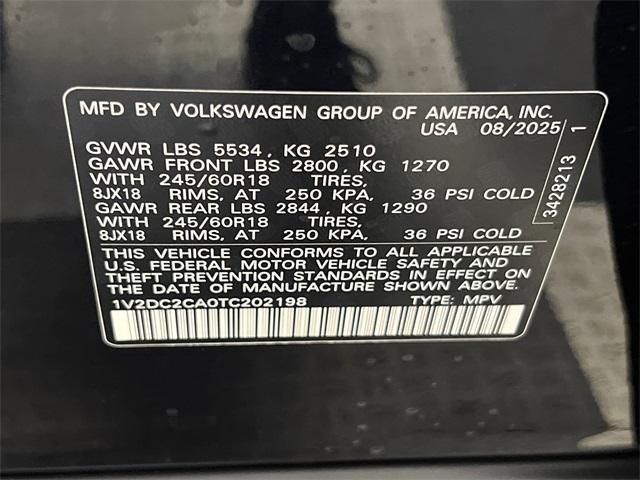 MFD BY VOLKSWAGEN GROUP OF AMERICA, INC.
USA 08/2025
GVWR LBS 5534, KG 2510
GAWR FRONT LBS 2800, KG 1270
WITH 245/60R18 TIRES,
8JX18 RIMS, AT 250 KPA, 36 PSI COLD
GAWR REAR LBS 2844, KG 1290
WITH 245/60R18 TIRES,
8JX18 RIMS, AT 250 KPA, 36 PSI COLD
THIS VEHICLE CONFORMS TO ALL APPLICABLE
U.S. FEDERAL MOTOR VEHICLE SAFETY AND
THEFT PREVENTION STANDARDS IN EFFECT ON
THE DATE OF MANUFACTURE SHOWN ABOVE.
1V2DC2CA0TC202198 TYPE: MPV
3428213 1